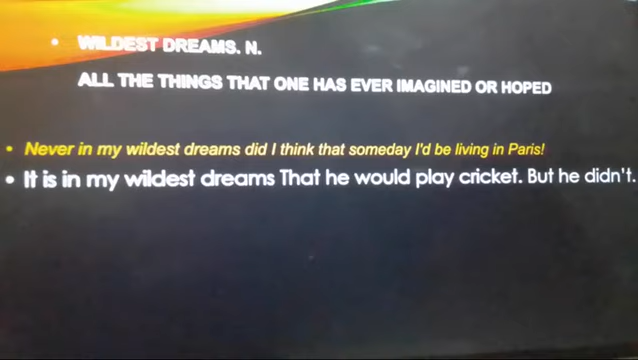 • WILDEST DREAMS. N.
ALL THE THINGS THAT ONE HAS EVER IMAGINED OR HOPED
• Never in my wildest dreams did I think that someday I'd be living in Paris!
• It is in my wildest dreams That he would play cricket. But he didn't.